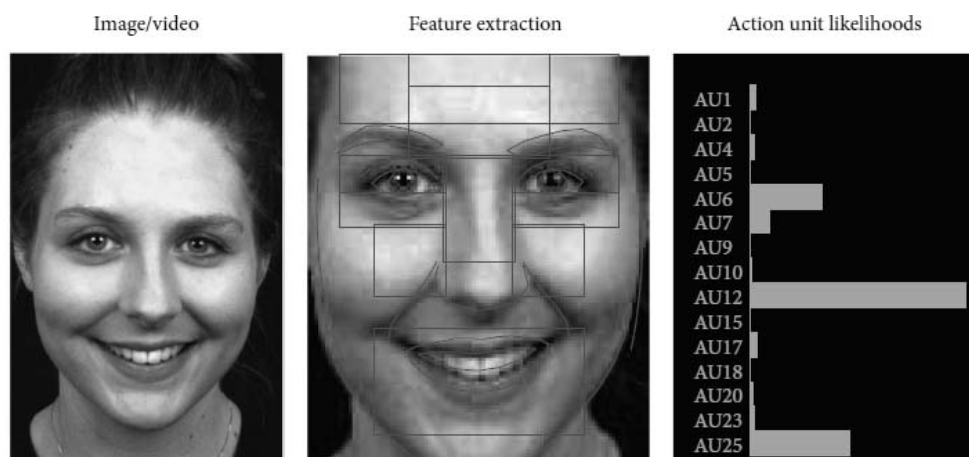 Image/video
Feature extraction
Action unit likelihoods
AU1
AU2
AU4
AU5
AU6
AU7
AU9
AU10
AU12
AU15
AU17
AU18
AU20
AU23
AU25